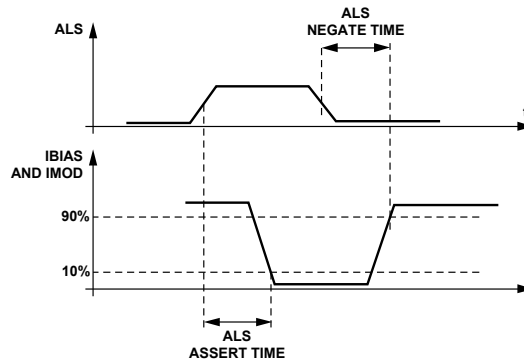 ALS
NEGATE TIME
ALS
t
IBIAS
AND IMOD
90%
10%
ALS
ASSERT TIME